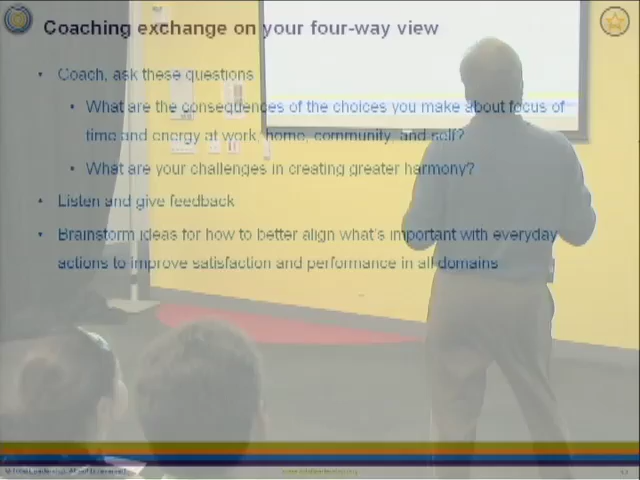 Coaching exchange on your four-way view
• Coach, ask these questions
• What are the consequences of the choices you make about focus of
time and energy at work, home, community, and self?
• What are your challenges in creating greater harmony?
• Listen and give feedback
• Brainstorm ideas for how to better align what's important with everyday
actions to improve satisfaction and performance in all domains